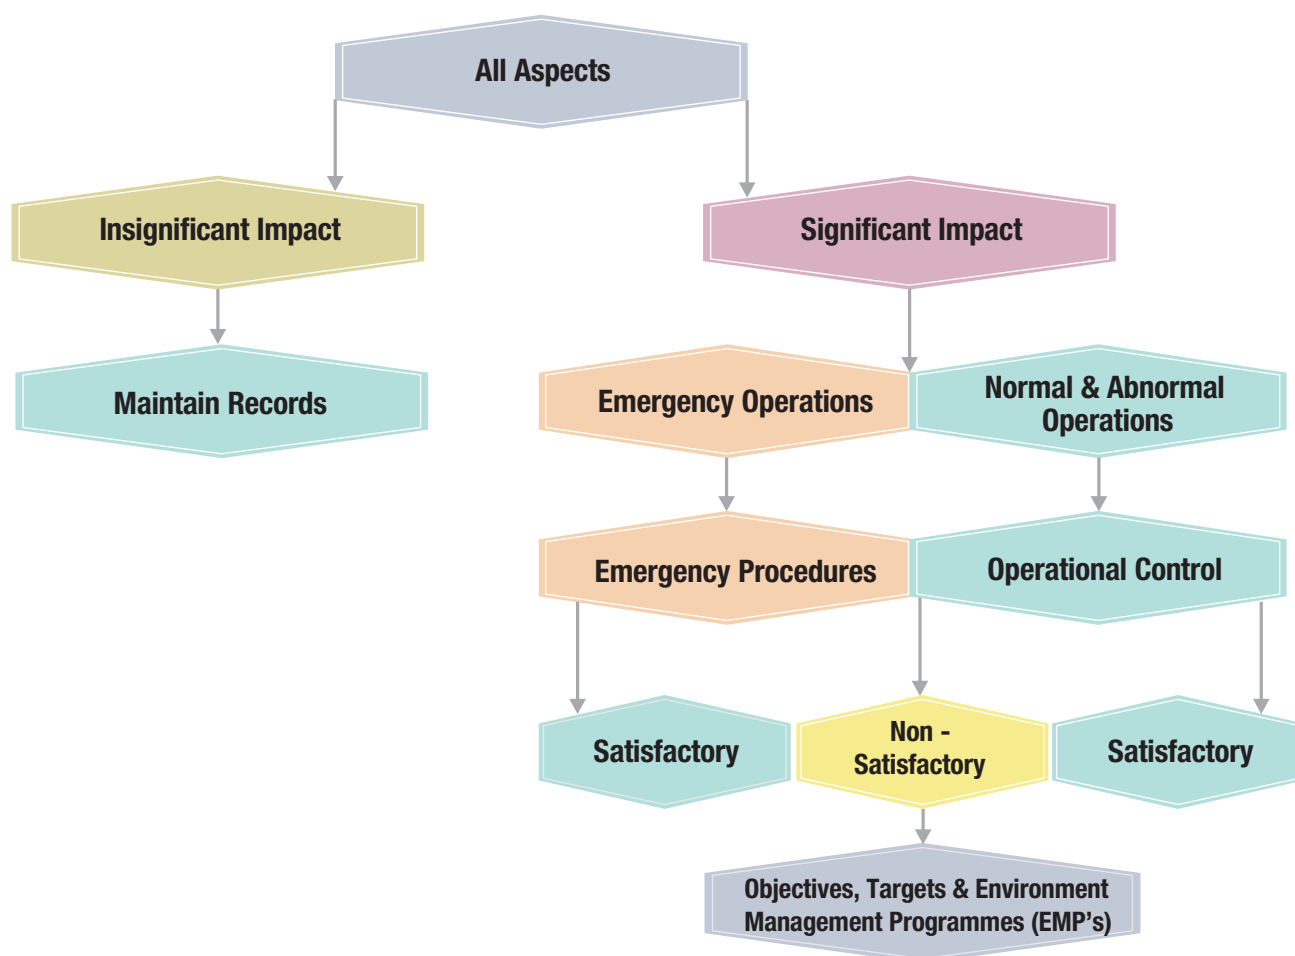 All Aspects
Insignificant Impact
Significant Impact
Maintain Records
Emergency Operations
Normal & Abnormal
Operations
Emergency Procedures
Operational Control
Satisfactory
Non -
Satisfactory
Satisfactory
Objectives, Targets & Environment
Management Programmes (EMP's)